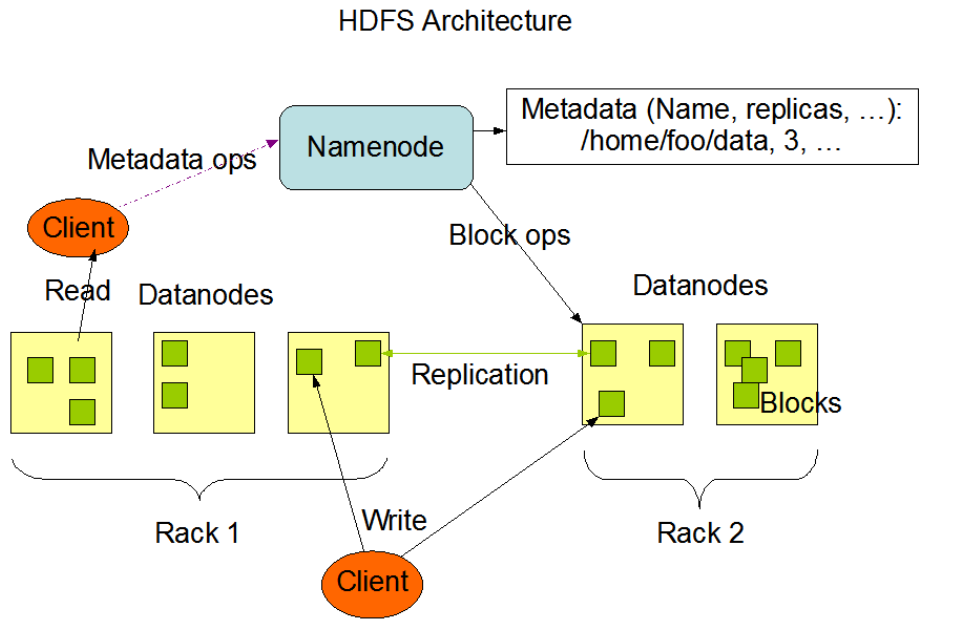 HDFS Architecture
Metadata (Name, replicas, …):
/home/foo/data, 3, …
Namenode
Metadata ops
Client
Block ops
Read
Datanodes
Datanodes
Replication
Blocks
Rack 1
Write
Rack 2
Client